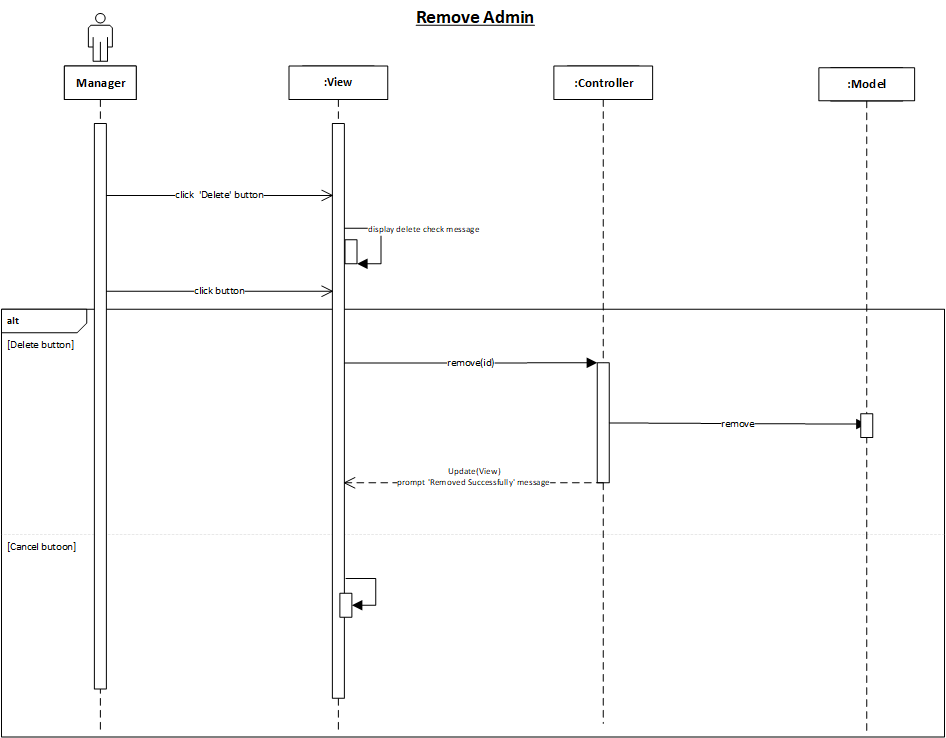 Remove Admin
Manager
:View
:Controller
:Model
click  'Delete' button
display delete check message
click button
alt
[Delete button]
remove(id)
remove
Update(View)
prompt 'Removed Successfully' message
[Cancel butoon]